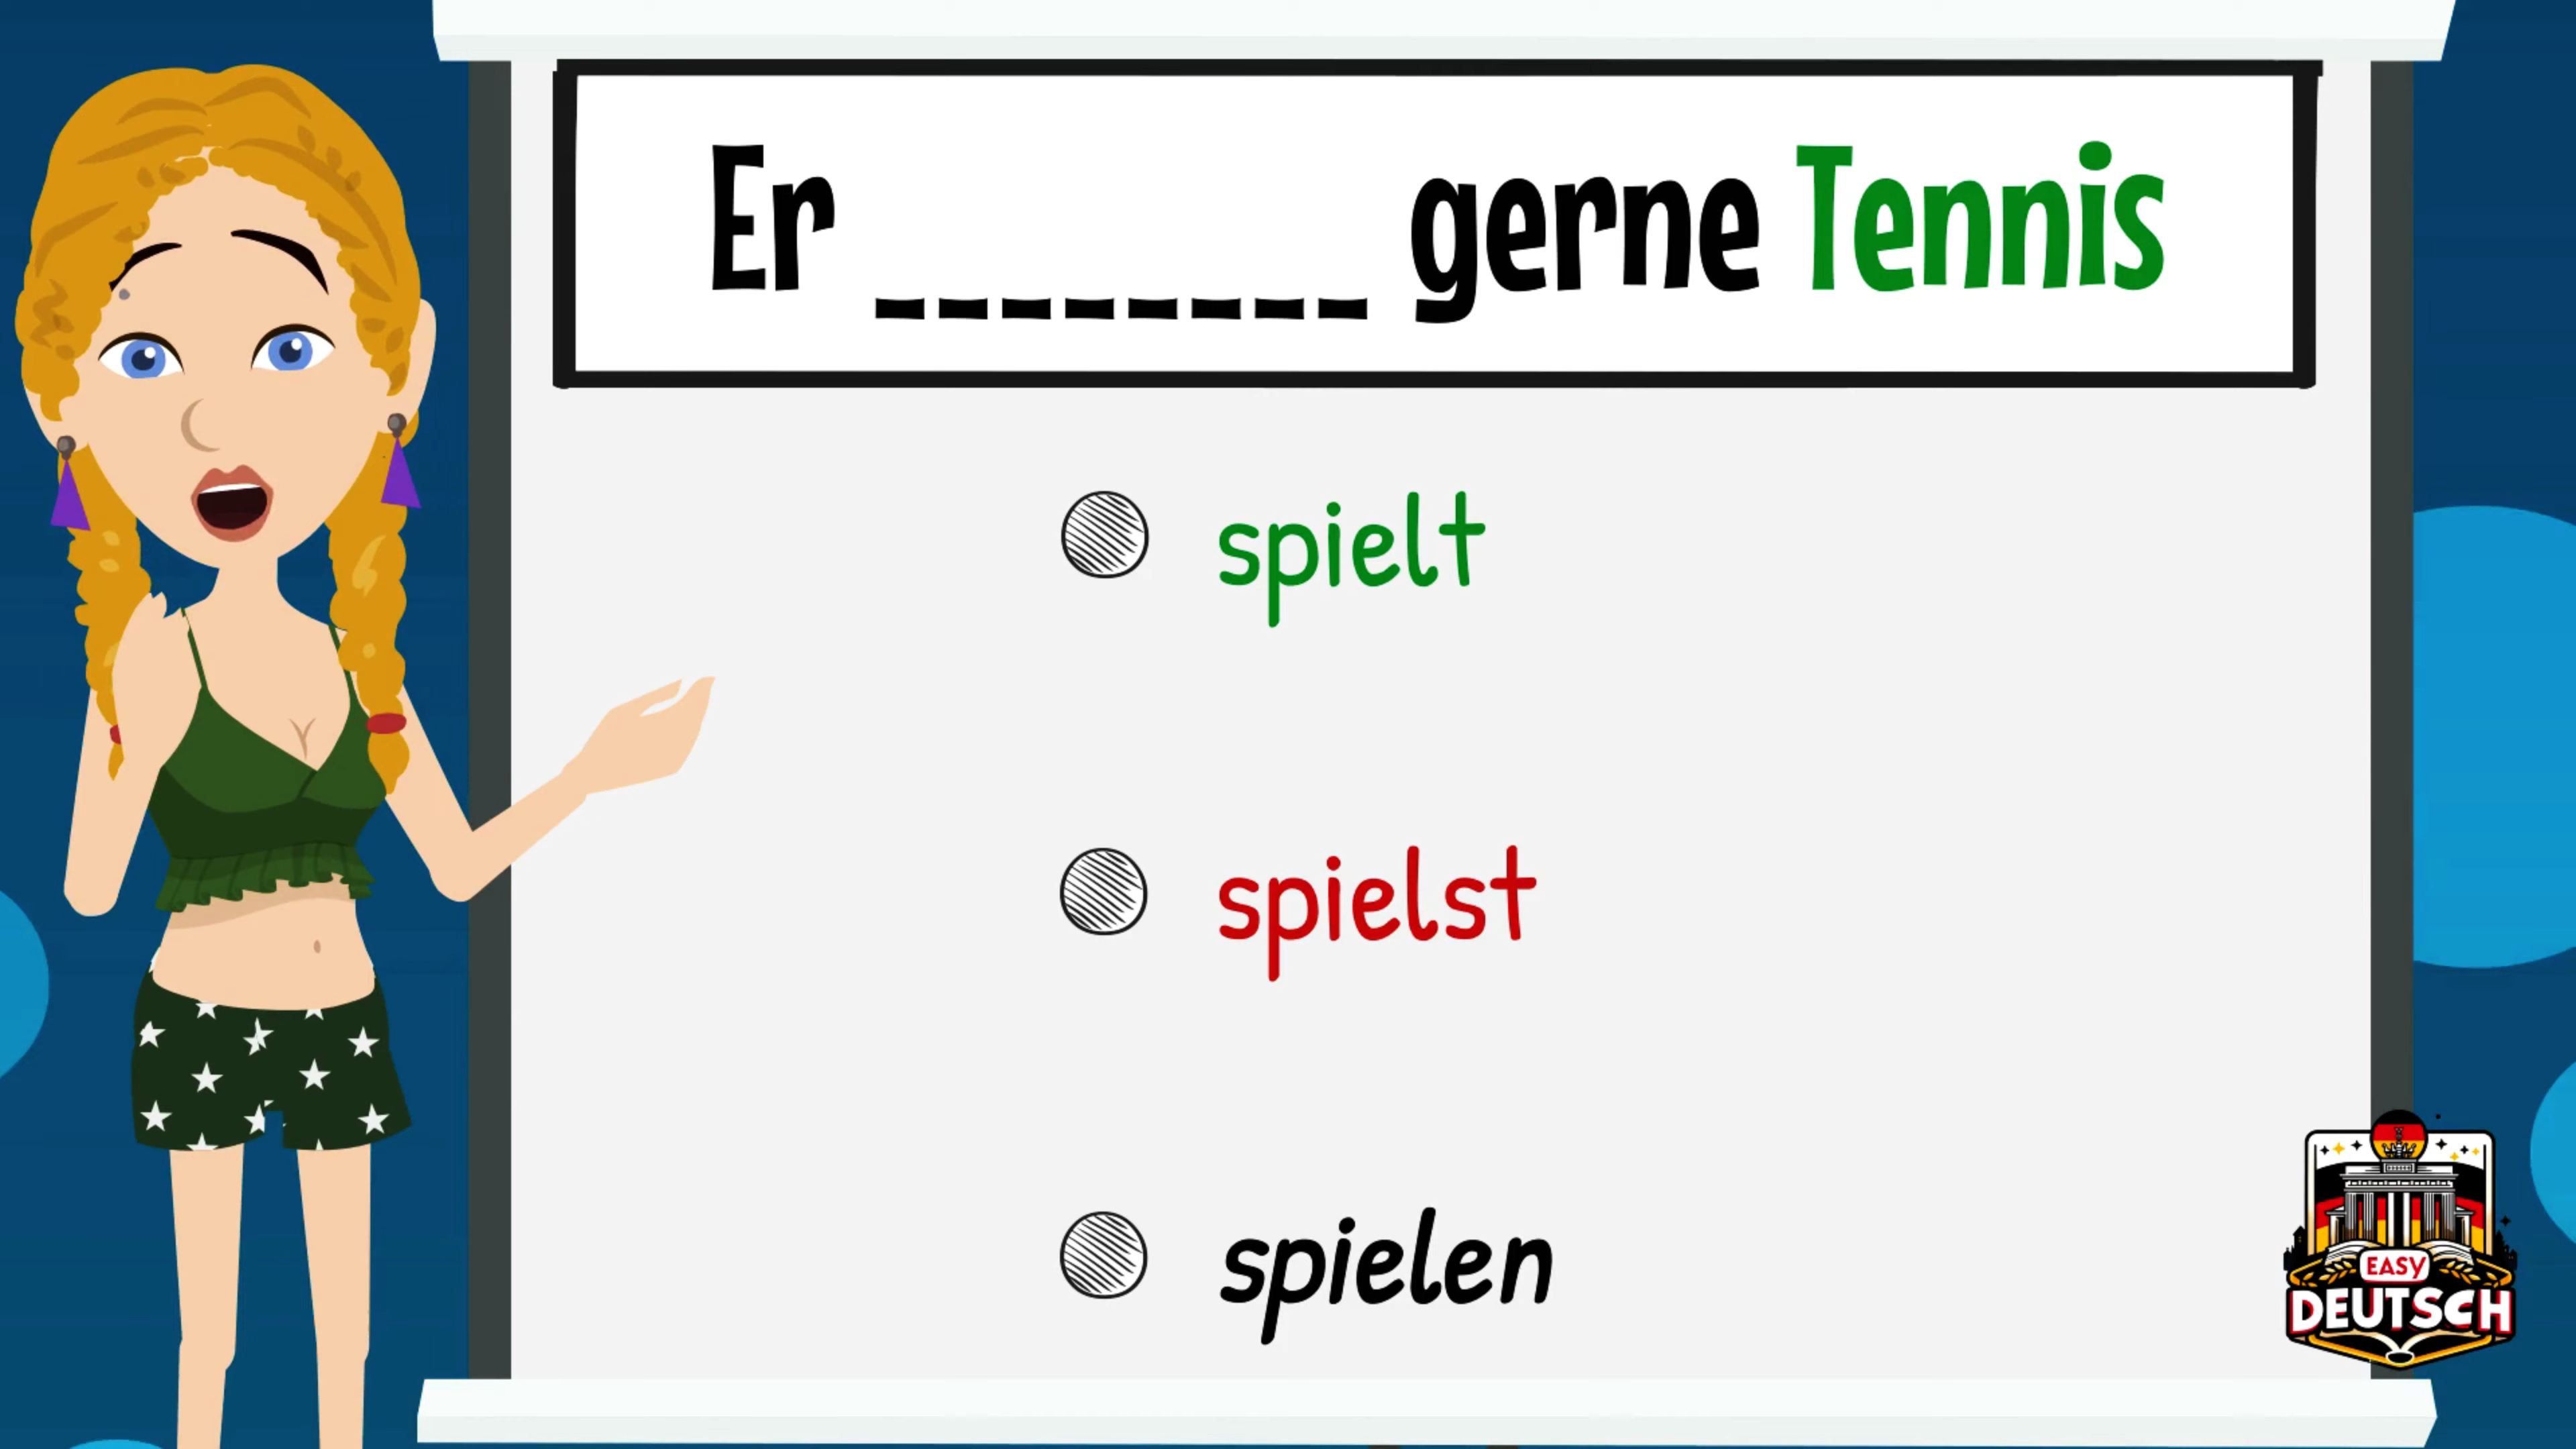 Er ________ gerne Tennis
spielt
spielst
spielen
EASY
DEUTSCH